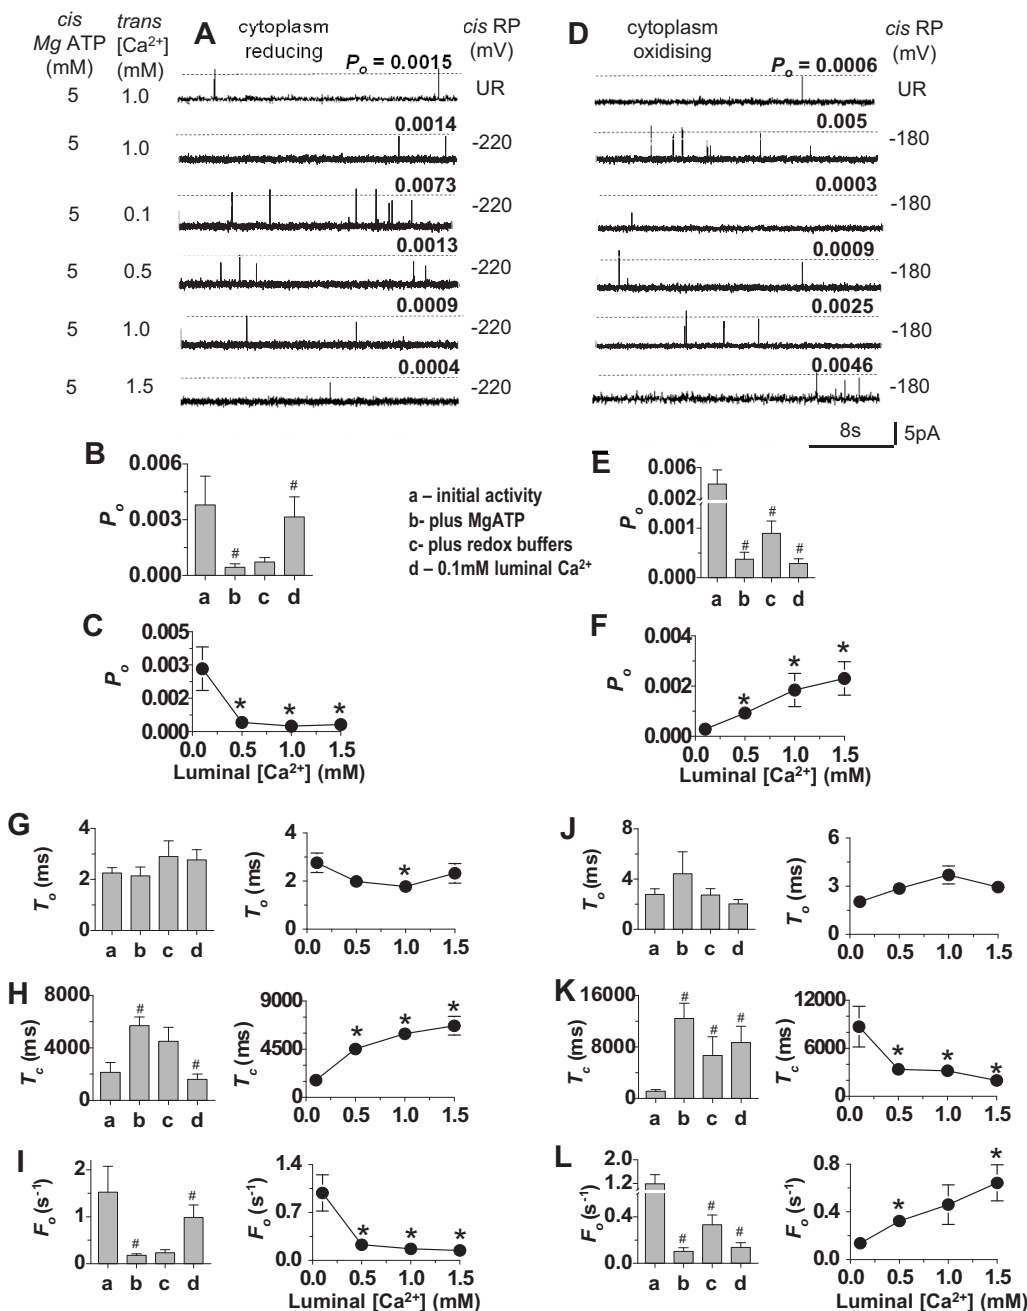 cis
Mg ATP
(mM)
trans
[Ca²⁺]
(mM)
A
cytoplasm
reducing
cis RP
(mV)
D
cytoplasm
oxidising
cis RP
(mV)
5 1.0 Pₒ = 0.0015 UR Pₒ = 0.0006 UR
5 1.0 0.0014 -220 0.005 -180
5 0.1 0.0073 -220 0.0003 -180
5 0.5 0.0013 -220 0.0009 -180
5 1.0 0.0009 -220 0.0025 -180
5 1.5 0.0004 -220 0.0046 -180
8s 5pA
B
Pₒ
0.006
0.003
0.000
# #
a b c d
a – initial activity
b- plus MgATP
c- plus redox buffers
d – 0.1mM luminal Ca²⁺
E
Pₒ
0.006
0.002
0.001
0.000
# # #
a b c d
C
Pₒ
0.005
0.003
0.002
0.000
* * *
0.0 0.5 1.0 1.5
Luminal [Ca²⁺] (mM)
F
Pₒ
0.004
0.002
0.000
* * *
0.0 0.5 1.0 1.5
Luminal [Ca²⁺] (mM)
G
Tₒ (ms)
4
2
0
a b c d
Tₒ (ms)
4
2
0
*
0.0 0.5 1.0 1.5
J
Tₒ (ms)
8
4
0
a b c d
Tₒ (ms)
6
3
0
0.0 0.5 1.0 1.5
H
T꜀ (ms)
8000
4000
0
# #
a b c d
T꜀ (ms)
9000
4500
0
* * *
0.0 0.5 1.0 1.5
K
T꜀ (ms)
16000
8000
0
# # #
a b c d
T꜀ (ms)
12000
6000
0
* * *
0.0 0.5 1.0 1.5
I
Fₒ (s⁻¹)
2
1
0
# #
a b c d
Fₒ (s⁻¹)
1.4
0.7
0.0
* * *
0.0 0.5 1.0 1.5
Luminal [Ca²⁺] (mM)
L
Fₒ (s⁻¹)
2.0
1.2
0.4
0.0
# # #
a b c d
Fₒ (s⁻¹)
0.8
0.4
0.0
* *
0.0 0.5 1.0 1.5
Luminal [Ca²⁺] (mM)